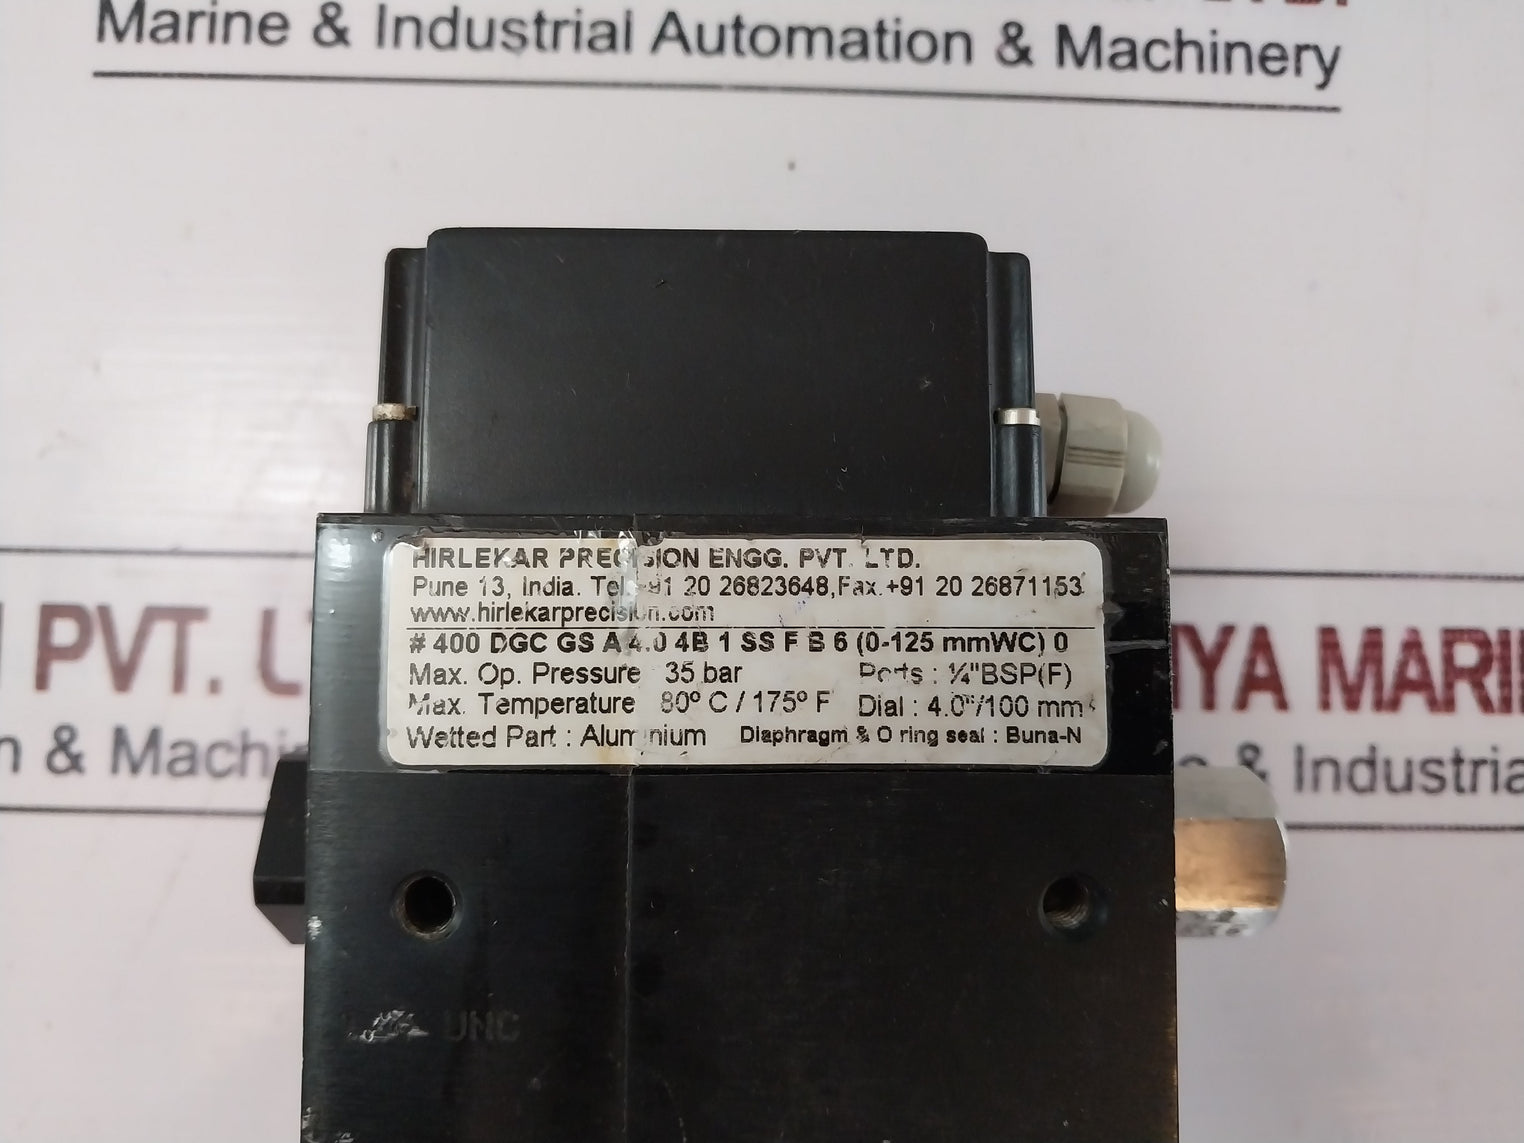 Marine & Industrial Automation & Machinery
HIRLEKAR PRECISION ENGG. PVT. LTD.
Pune 13, India. Tel.+91 20 26823648,Fax.+91 20 26871153
www.hirlekarprecision.com
# 400 DGC GS A 4.0 4B 1 SS F B 6 (0-125 mmWC) 0
Max. Op. Pressure 35 bar Ports : ¼"BSP(F)
Max. Temperature 80º C / 175º F Dial : 4.0"/100 mm
Wetted Part : Aluminium Diaphragm & O ring seal : Buna-N
PVT.
& 
YA MARI
& Industria
UNC